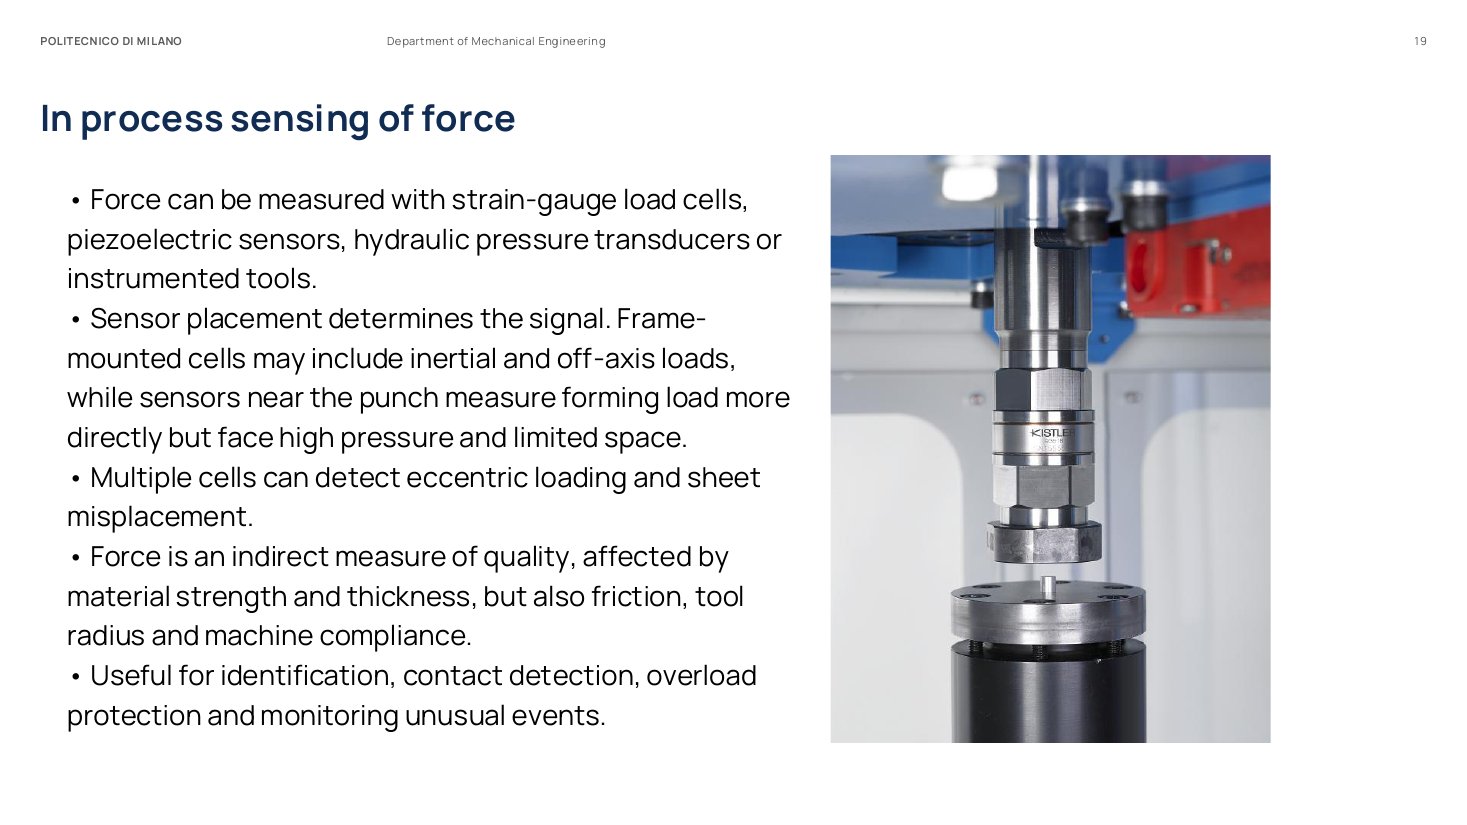 POLITECNICO DI MILANO
Department of Mechanical Engineering
19
In process sensing of force
• Force can be measured with strain-gauge load cells,
piezoelectric sensors, hydraulic pressure transducers or
instrumented tools.
• Sensor placement determines the signal. Frame-
mounted cells may include inertial and off-axis loads,
while sensors near the punch measure forming load more
directly but face high pressure and limited space.
• Multiple cells can detect eccentric loading and sheet
misplacement.
• Force is an indirect measure of quality, affected by
material strength and thickness, but also friction, tool
radius and machine compliance.
• Useful for identification, contact detection, overload
protection and monitoring unusual events.
KISTLER